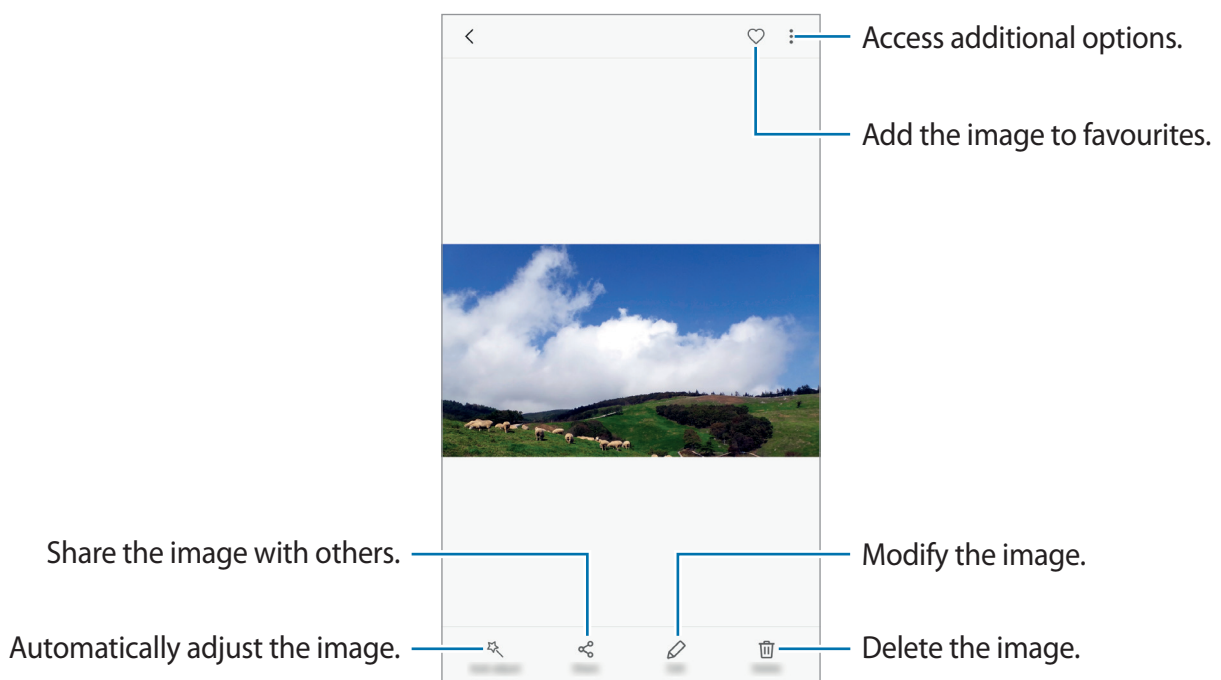 Access additional options.
Add the image to favourites.
Share the image with others.
Modify the image.
Automatically adjust the image.
Delete the image.